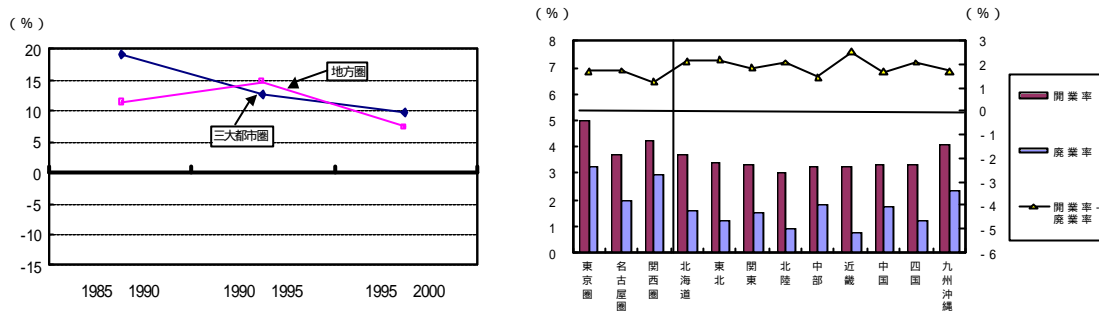 (%)
20
15
10
5
0
-5
-10
-15
地方圏
三大都市圏
1985 1990
1990 1995
1995 2000
(%)
8
7
6
5
4
3
2
1
0
(%)
3
2
1
0
- 1
- 2
- 3
- 4
- 5
- 6
東京圏
名古屋圏
関西圏
北海道
東北
関東
北陸
中部
近畿
中国
四国
九州沖縄
開業率
廃業率
開業率-
廃業率